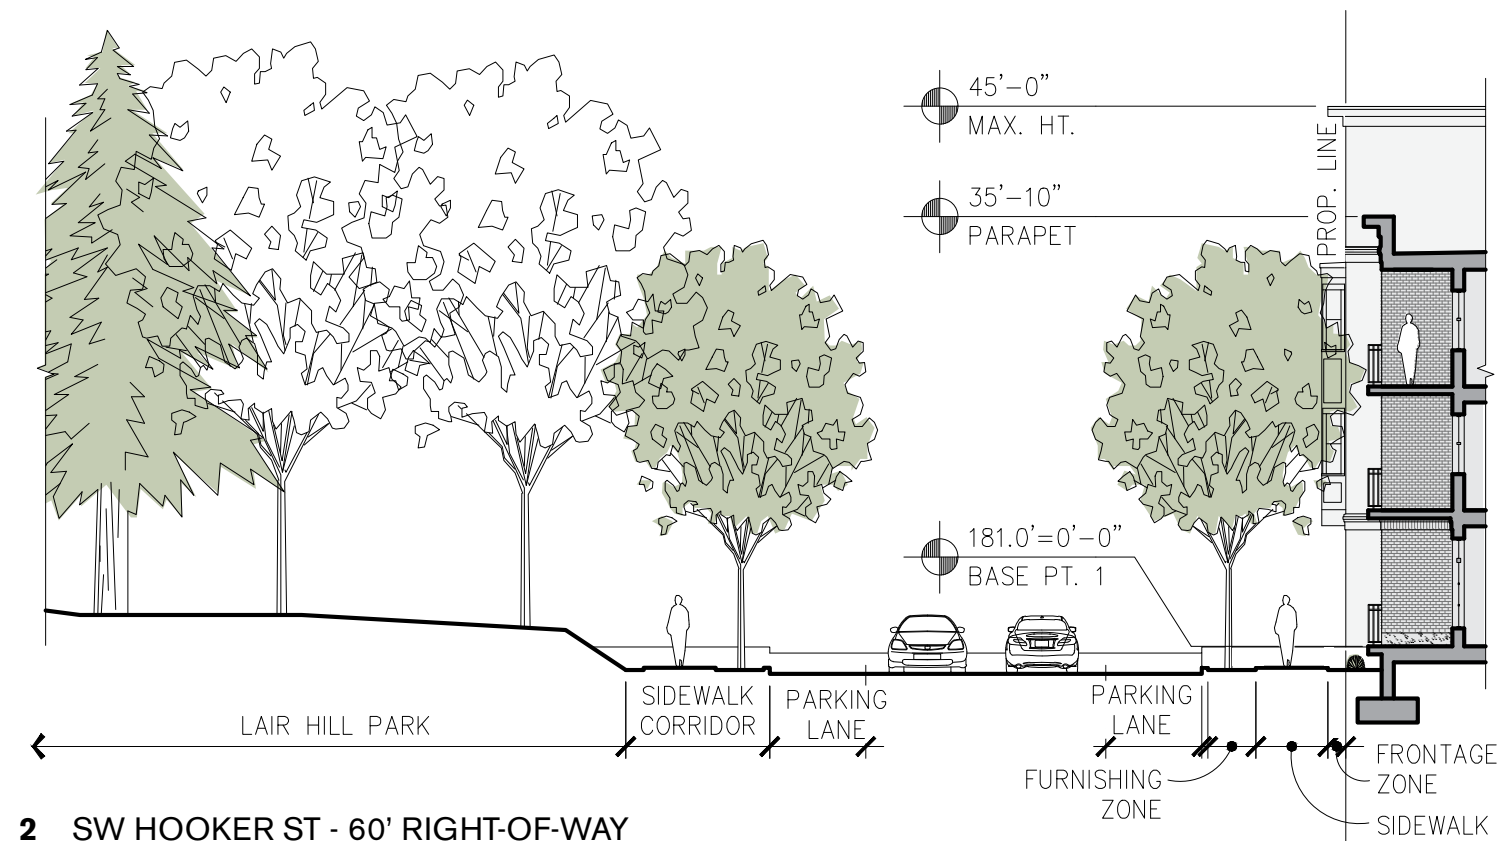 45'-0"
MAX. HT.
35'-10"
PARAPET
PROP. LINE
181.0'=0'-0"
BASE PT. 1
LAIR HILL PARK
SIDEWALK
CORRIDOR
PARKING
LANE
PARKING
LANE
FURNISHING
ZONE
FRONTAGE
ZONE
SIDEWALK
2 SW HOOKER ST - 60' RIGHT-OF-WAY